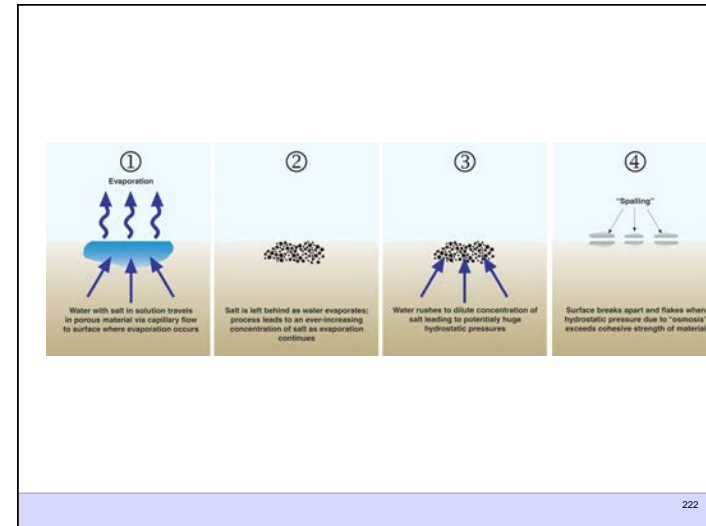 ①
Evaporation
Water with salt in solution travels
in porous material via capillary flow
to surface where evaporation occurs
②
Salt is left behind as water evaporates;
process leads to an ever-increasing
concentration of salt as evaporation
continues
③
Water rushes to dilute concentration of
salt leading to potentialy huge
hydrostatic pressures
④
"Spalling"
Surface breaks apart and flakes when
hydrostatic pressure due to "osmosis"
exceeds cohesive strength of material
222